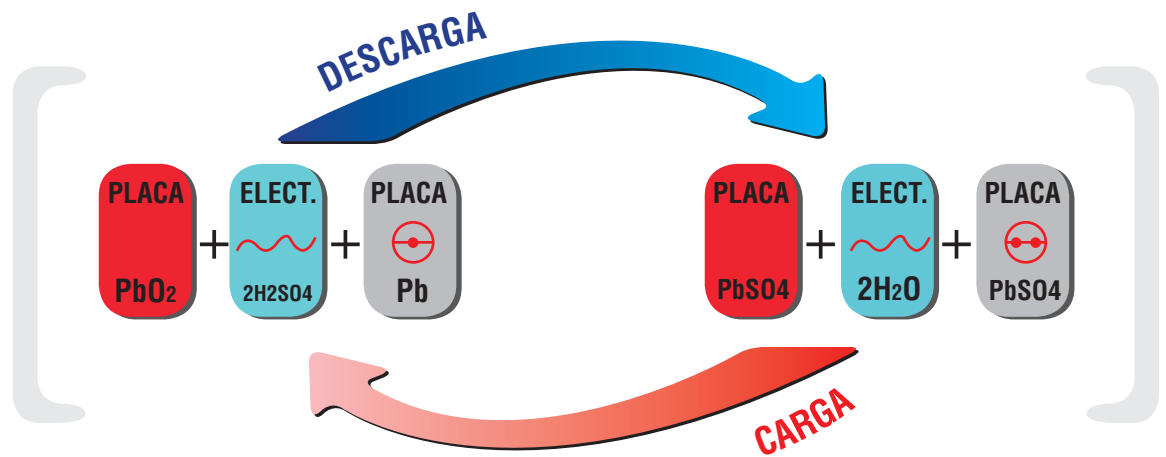 DESCARGA
PLACA + ELECT. + PLACA
PbO2 2H2SO4 Pb
PLACA + ELECT. + PLACA
PbSO4 2H2O PbSO4
CARGA